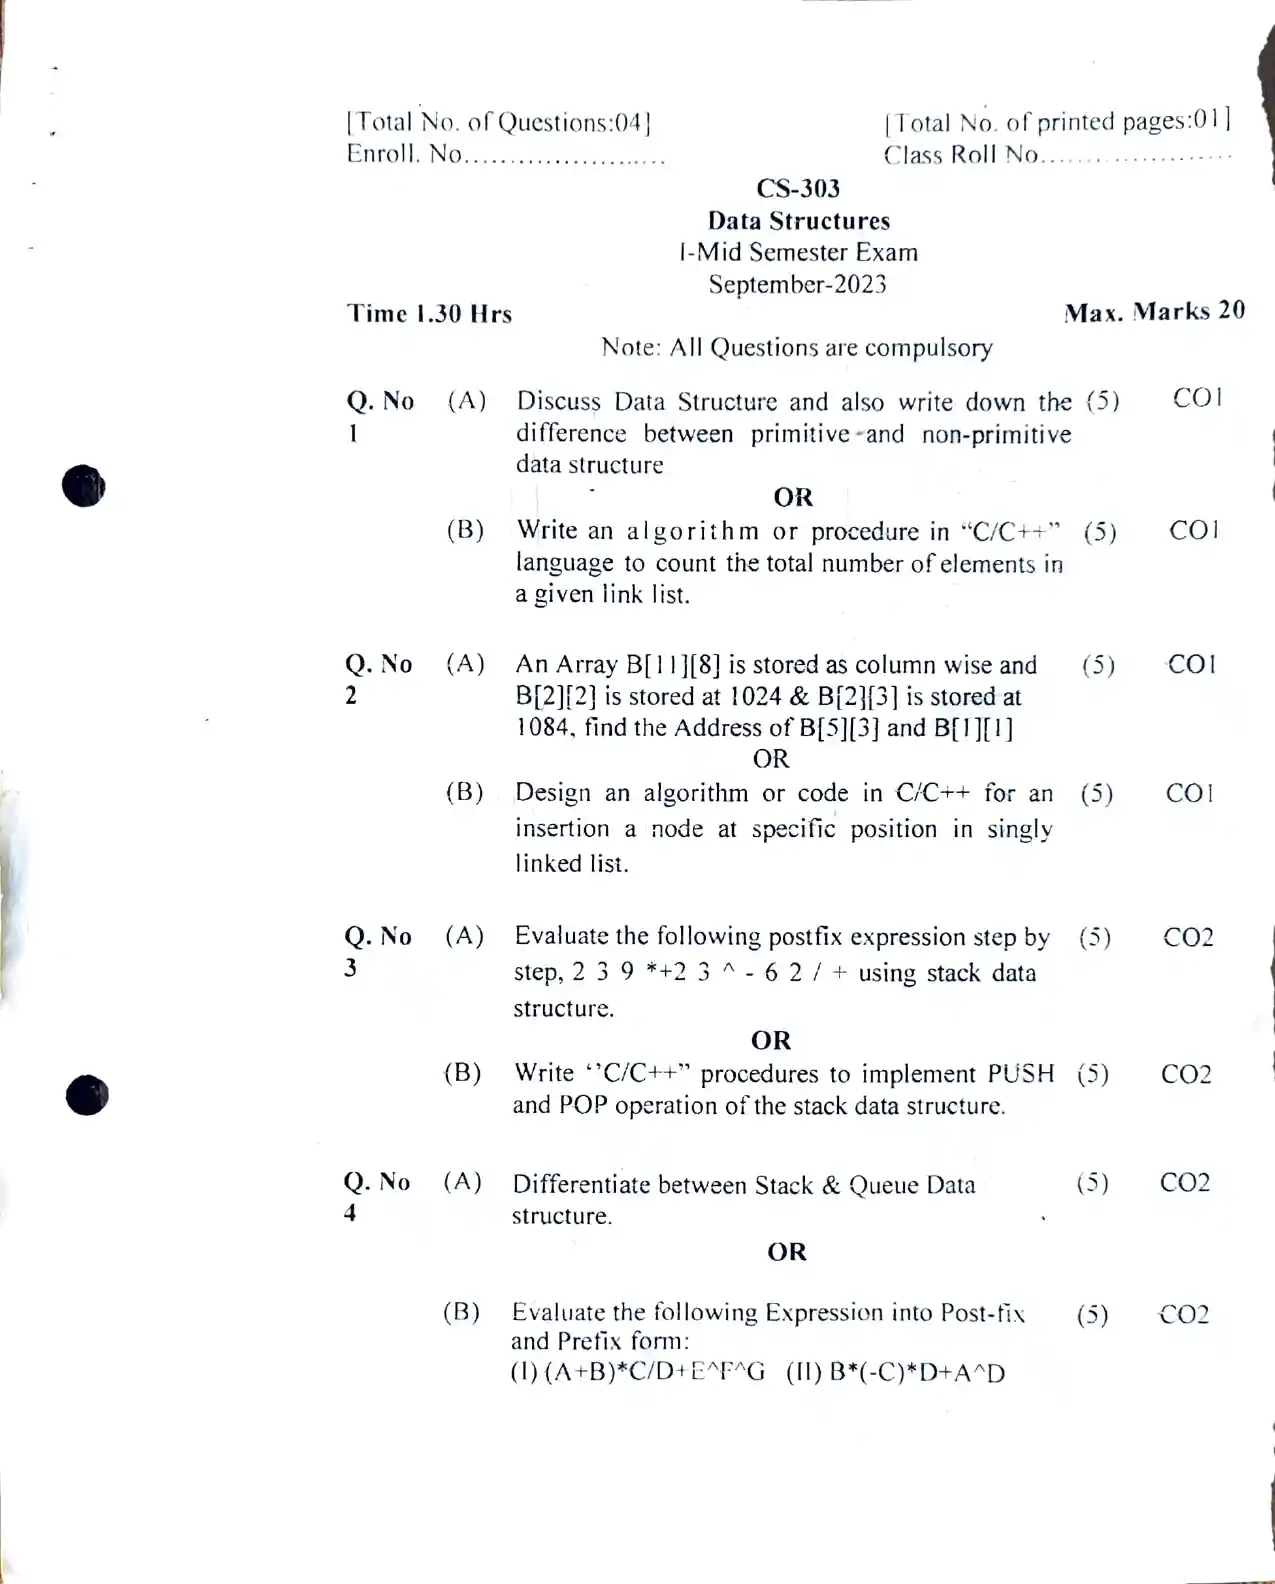 [Total No. of Questions:04] [Total No. of printed pages:01]
Enroll. No........................ Class Roll No......................
CS-303
Data Structures
I-Mid Semester Exam
September-2023
Time 1.30 Hrs Max. Marks 20
Note: All Questions are compulsory
Q. No (A) Discuss Data Structure and also write down the (5) CO1
1 difference between primitive and non-primitive
data structure
OR
(B) Write an algorithm or procedure in “C/C++” (5) CO1
language to count the total number of elements in
a given link list.
Q. No (A) An Array B[11][8] is stored as column wise and (5) CO1
2 B[2][2] is stored at 1024 & B[2][3] is stored at
1084, find the Address of B[5][3] and B[1][1]
OR
(B) Design an algorithm or code in C/C++ for an (5) CO1
insertion a node at specific position in singly
linked list.
Q. No (A) Evaluate the following postfix expression step by (5) CO2
3 step, 2 3 9 *+2 3 ^ - 6 2 / + using stack data
structure.
OR
(B) Write “C/C++” procedures to implement PUSH (5) CO2
and POP operation of the stack data structure.
Q. No (A) Differentiate between Stack & Queue Data (5) CO2
4 structure.
OR
(B) Evaluate the following Expression into Post-fix (5) CO2
and Prefix form:
(I) (A+B)*C/D+E^F^G (II) B*(-C)*D+A^D